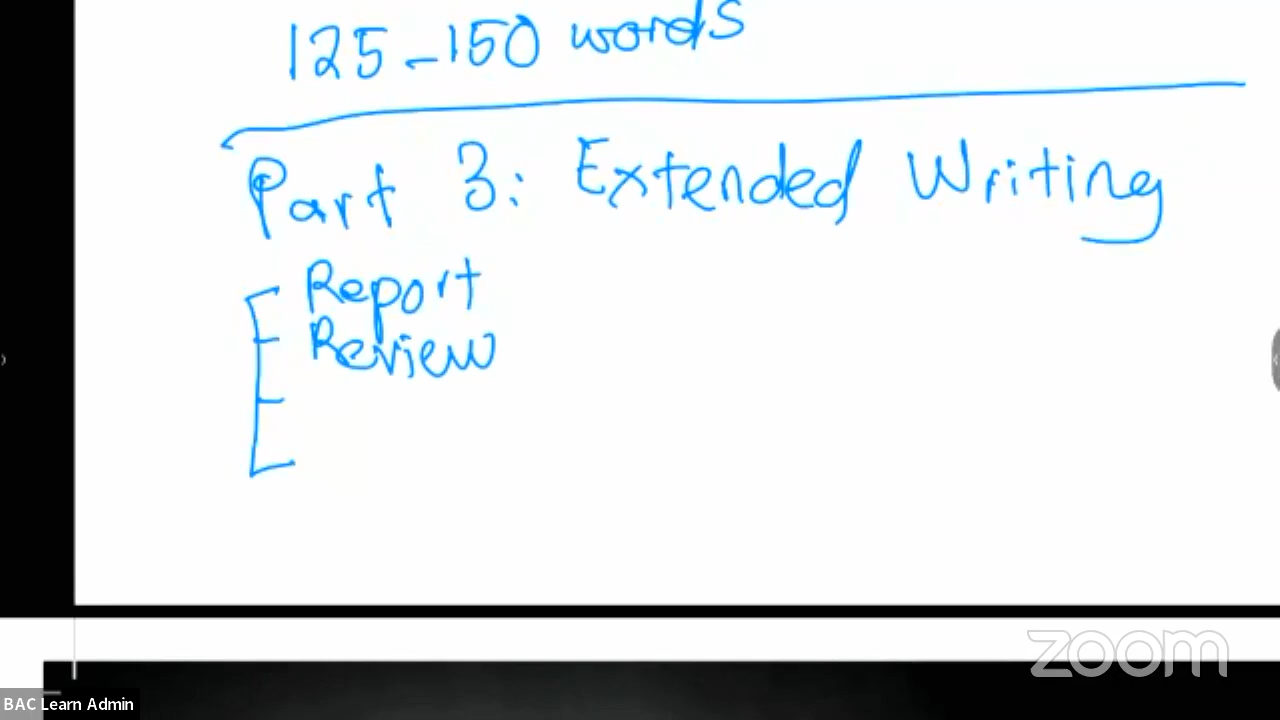 125-150 words
Part 3: Extended Writing
Report
Review
zoom
BAC Learn Admin